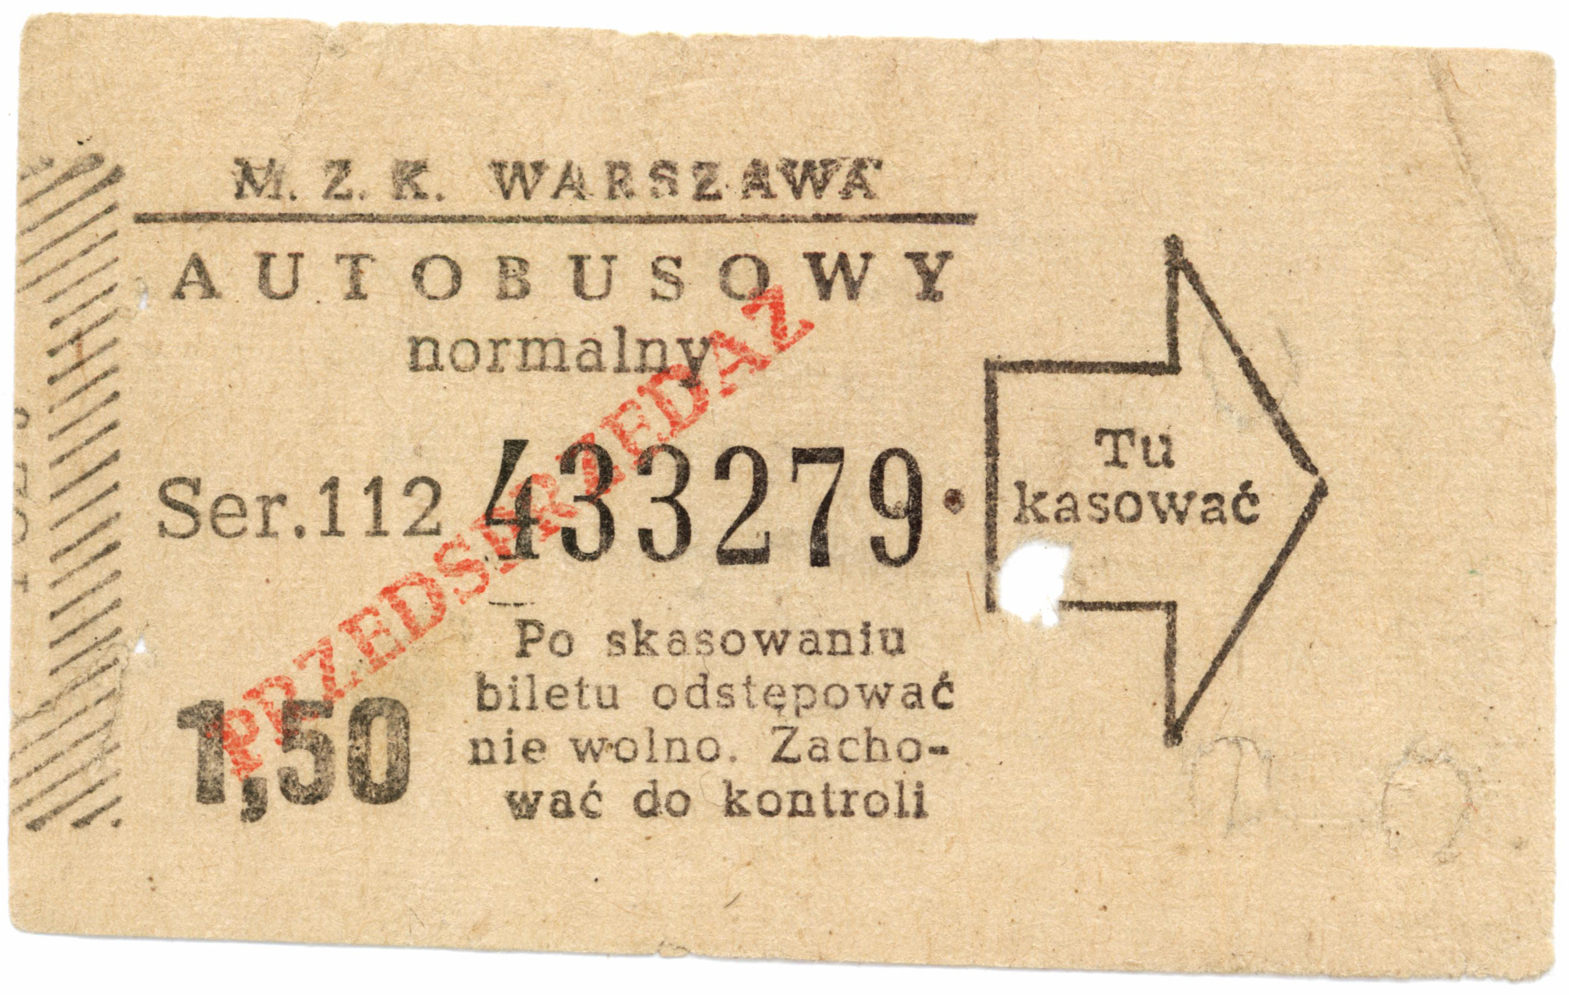 M. Z. K. WARSZAWA
AUTOBUSOWY
normalny
PRZEDSPRZEDAZ
Ser.112 433279
Tu
kasować
1,50
Po skasowaniu
biletu odstępować
nie wolno. Zacho-
wać do kontroli